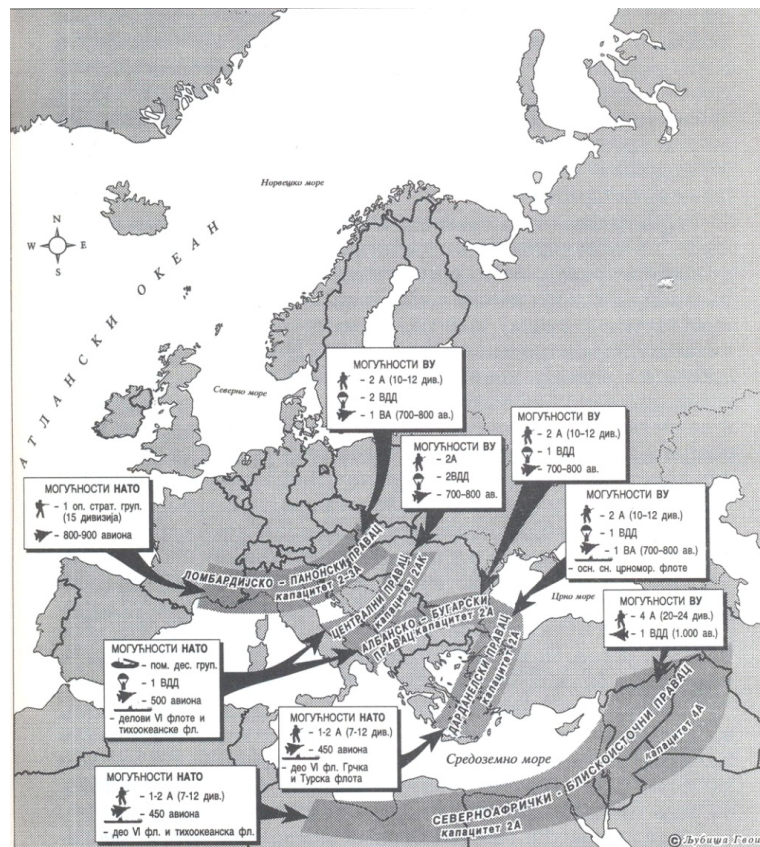 Норвешко море
N
W
E
S
АТЛАНСКИ ОКЕАН
Северно море
МОГУЋНОСТИ ВУ
– 2 А (10–12 див.)
– 2 ВДД
– 1 ВА (700–800 ав.)
МОГУЋНОСТИ ВУ
– 2А
– 2ВДД
– 700–800 ав.
МОГУЋНОСТИ ВУ
– 2 А (10–12 див.)
– 1 ВДД
– 700–800 ав.
МОГУЋНОСТИ НАТО
– 1 оп. страт. груп.
(15 дивизија)
– 800-900 авиона
МОГУЋНОСТИ ВУ
– 2 А (10–12 див.)
– 1 ВДД
– 1 ВА (700–800 ав.)
– осн. сн. црномор. флоте
ЛОМБАРДИЈСКО – ПАНОНСКИ ПРАВАЦ
капацитет 2–3А
ЦЕНТРАЛНИ ПРАВАЦ
капацитет 2АК
АЛБАНСКО – БУГАРСКИ
ПРАВАЦ капацитет 2А
ДАРДАНЕЛСКИ ПРАВАЦ
Црно море
МОГУЋНОСТИ ВУ
– 4 А (20–24 див.)
– 1 ВДД (1.000 ав.)
МОГУЋНОСТИ НАТО
– пом. дес. груп.
– 1 ВДД
– 500 авиона
– делови VI флоте и
тихоокеанске фл.
МОГУЋНОСТИ НАТО
– 1-2 А (7-12 див.)
– 450 авиона
– део VI фл. Грчка
и Турска флота
Средоземно море
МОГУЋНОСТИ НАТО
– 1-2 А (7-12 див.)
– 450 авиона
– део VI фл. и тихоокеанска фл.
СЕВЕРНОАФРИЧКИ – БЛИСКОИСТОЧНИ ПРАВАЦ
капацитет 2А
капацитет 4А
© Љубиша Гвоић